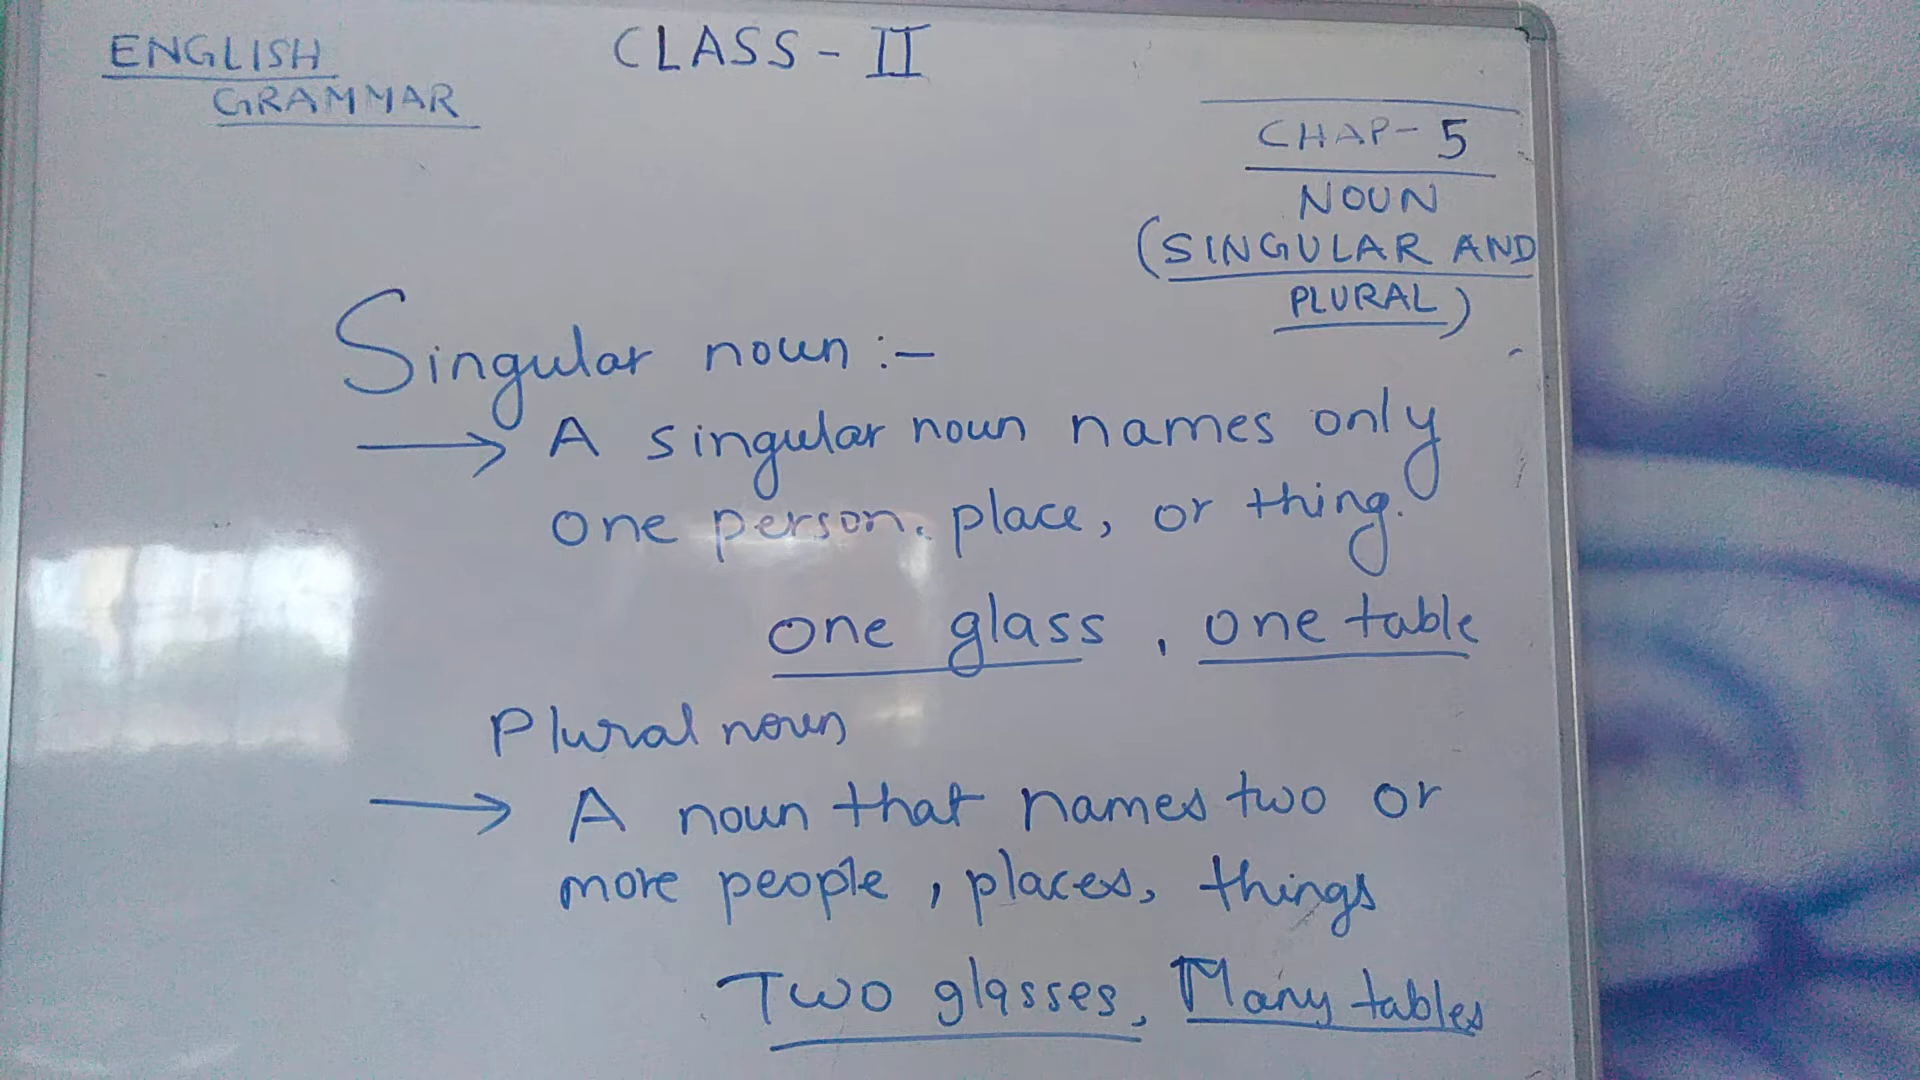 ENGLISH
GRAMMAR
CLASS - II
CHAP- 5
NOUN
(SINGULAR AND
PLURAL)
Singular noun :-
→ A singular noun names only
one person, place, or thing.
one glass, one table
Plural noun
→ A noun that names two or
more people, places, things
Two glasses, Many tables